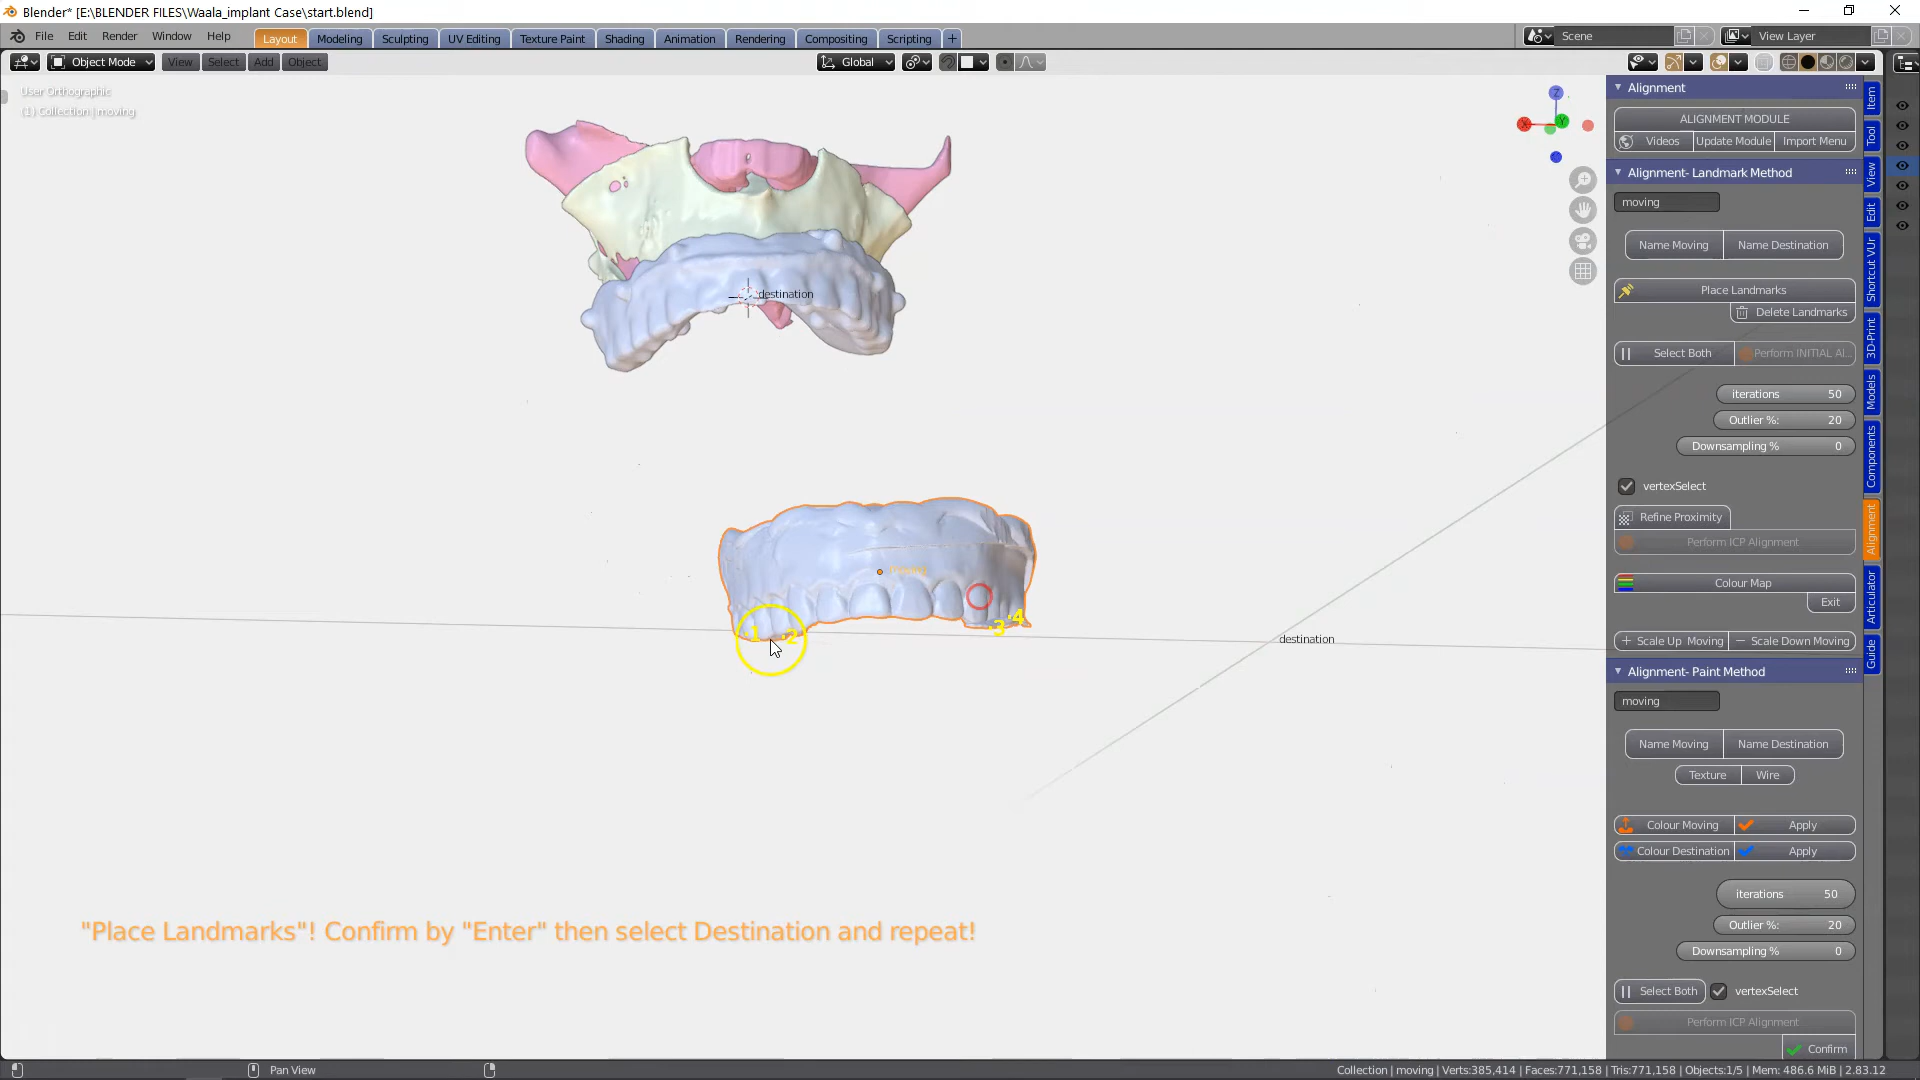 Blender* [E:\BLENDER FILES\Waala_implant Case\start.blend]
File Edit Render Window Help Layout Modeling Sculpting UV Editing Texture Paint Shading Animation Rendering Compositing Scripting + Scene View Layer
Object Mode View Select Add Object Global
User Orthographic
(1) Collection | moving
Z
X
Y
destination
destination
1
2
3
4
"Place Landmarks"! Confirm by "Enter" then select Destination and repeat!
Alignment
ALIGNMENT MODULE
Videos Update Module Import Menu
Alignment- Landmark Method
moving
Name Moving Name Destination
Place Landmarks
Delete Landmarks
Select Both Perform INITIAL Al...
iterations 50
Outlier %: 20
Downsampling % 0
vertexSelect
Refine Proximity
Perform ICP Alignment
Colour Map
Exit
Scale Up Moving Scale Down Moving
Alignment- Paint Method
moving
Name Moving Name Destination
Texture Wire
Colour Moving Apply
Colour Destination Apply
iterations 50
Outlier %: 20
Downsampling % 0
Select Both vertexSelect
Perform ICP Alignment
Confirm
Item
Tool
View
Edit
Shortcut VUr
3D-Print
Models
Components
Alignment
Articulator
Guide
Pan View
Collection | moving | Verts:385,414 | Faces:771,158 | Tris:771,158 | Objects:1/5 | Mem: 486.6 MiB | 2.83.12